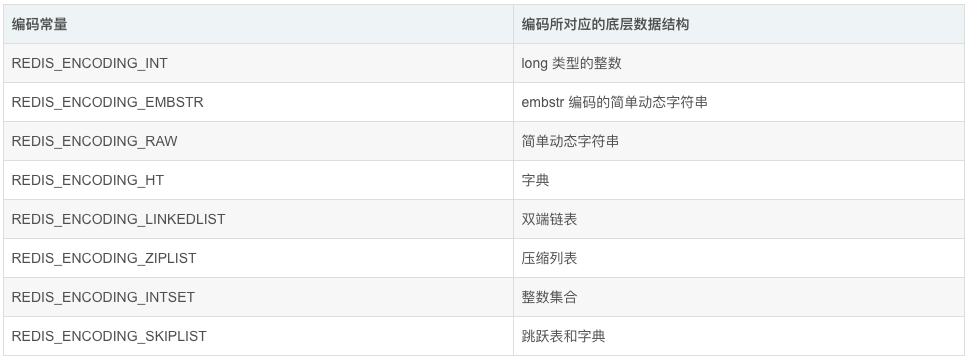 编码常量 编码所对应的底层数据结构
REDIS_ENCODING_INT long 类型的整数
REDIS_ENCODING_EMBSTR embstr 编码的简单动态字符串
REDIS_ENCODING_RAW 简单动态字符串
REDIS_ENCODING_HT 字典
REDIS_ENCODING_LINKEDLIST 双端链表
REDIS_ENCODING_ZIPLIST 压缩列表
REDIS_ENCODING_INTSET 整数集合
REDIS_ENCODING_SKIPLIST 跳跃表和字典